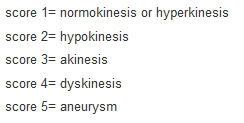 score 1= normokinesis or hyperkinesis
score 2= hypokinesis
score 3= akinesis
score 4= dyskinesis
score 5= aneurysm